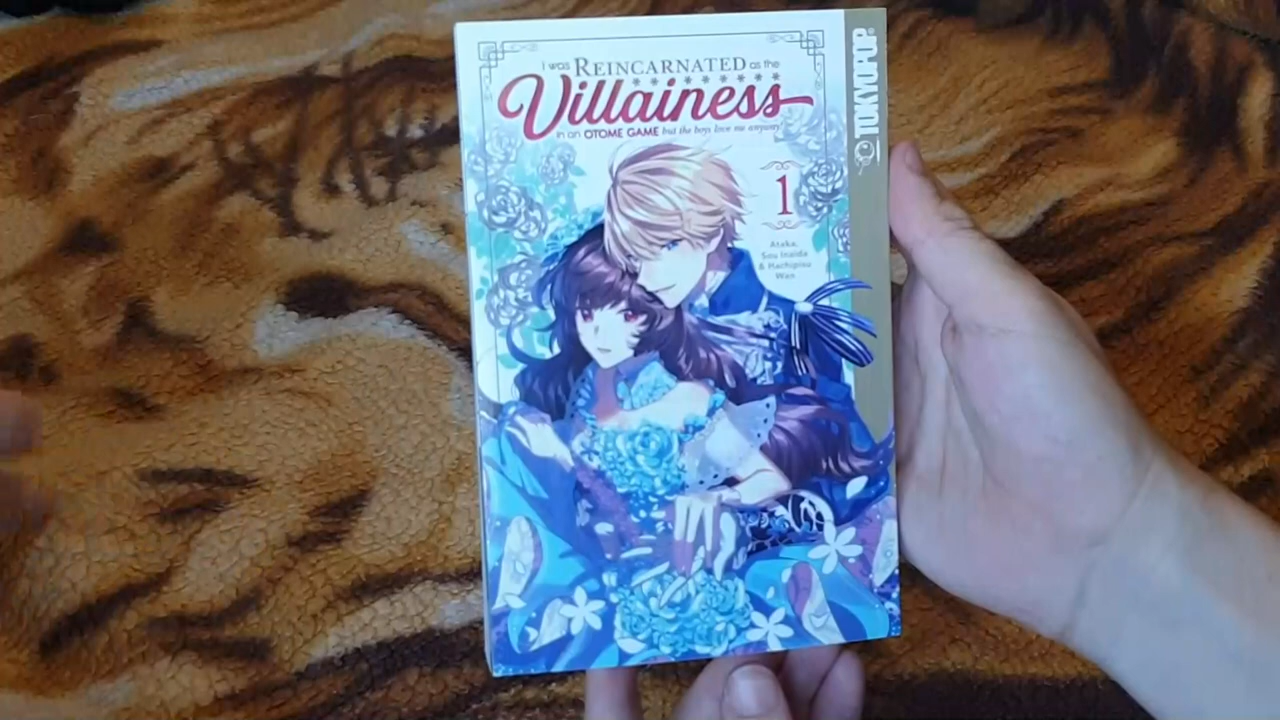 I was REINCARNATED as the
Villainess
in an OTOME GAME but the boys love me anyway!
1
Ataka,
Sou Inaida
& Hachipisu
Wan
TOKYOPOP